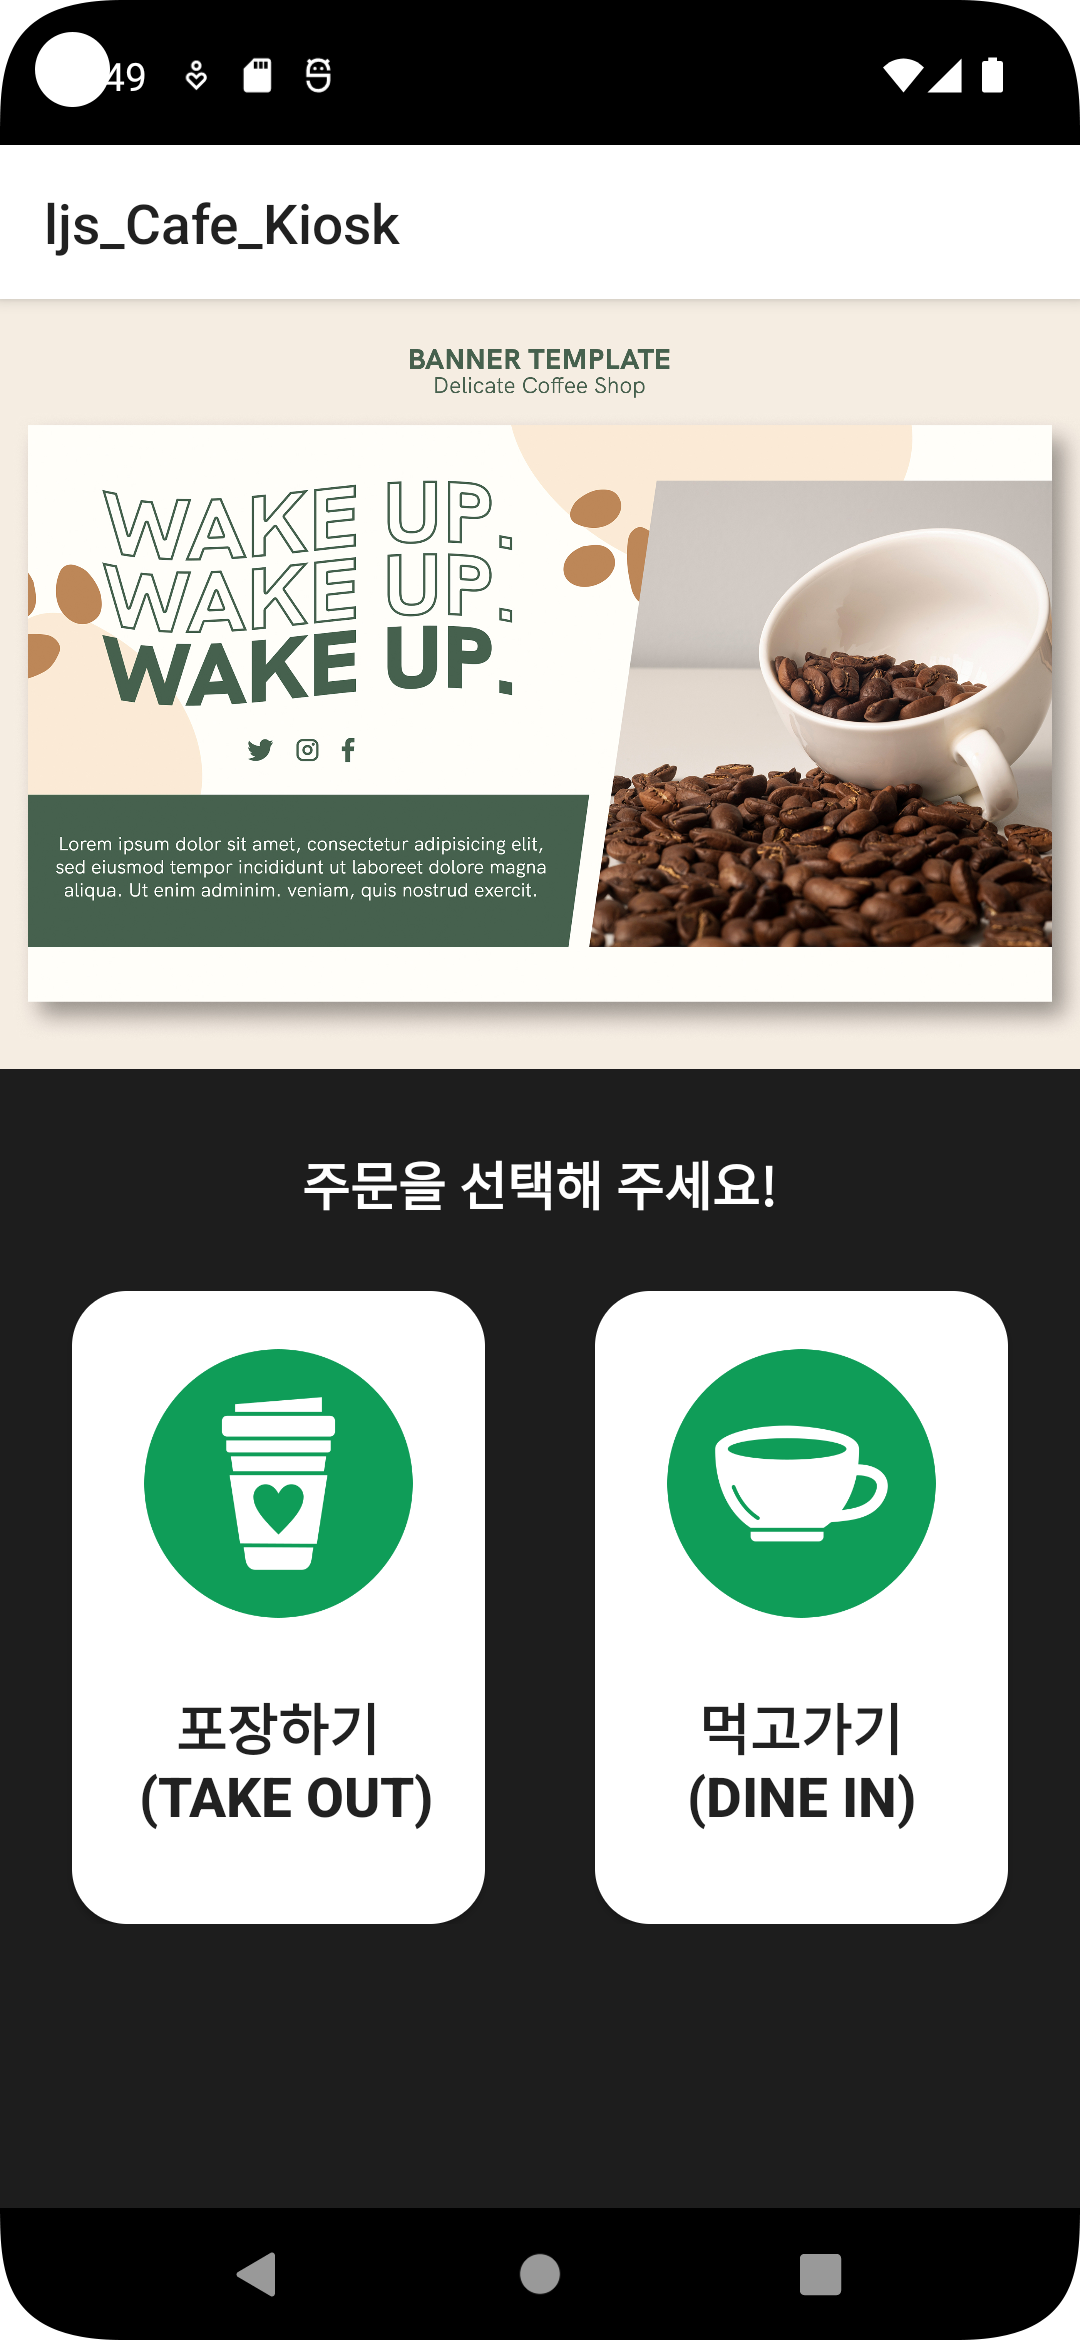 49
ljs_Cafe_Kiosk
BANNER TEMPLATE
Delicate Coffee Shop
WAKE UP.
WAKE UP.
WAKE UP.
Lorem ipsum dolor sit amet, consectetur adipisicing elit,
sed eiusmod tempor incididunt ut laboreet dolore magna
aliqua. Ut enim adminim. veniam, quis nostrud exercit.
주문을 선택해 주세요!
포장하기
(TAKE OUT)
먹고가기
(DINE IN)